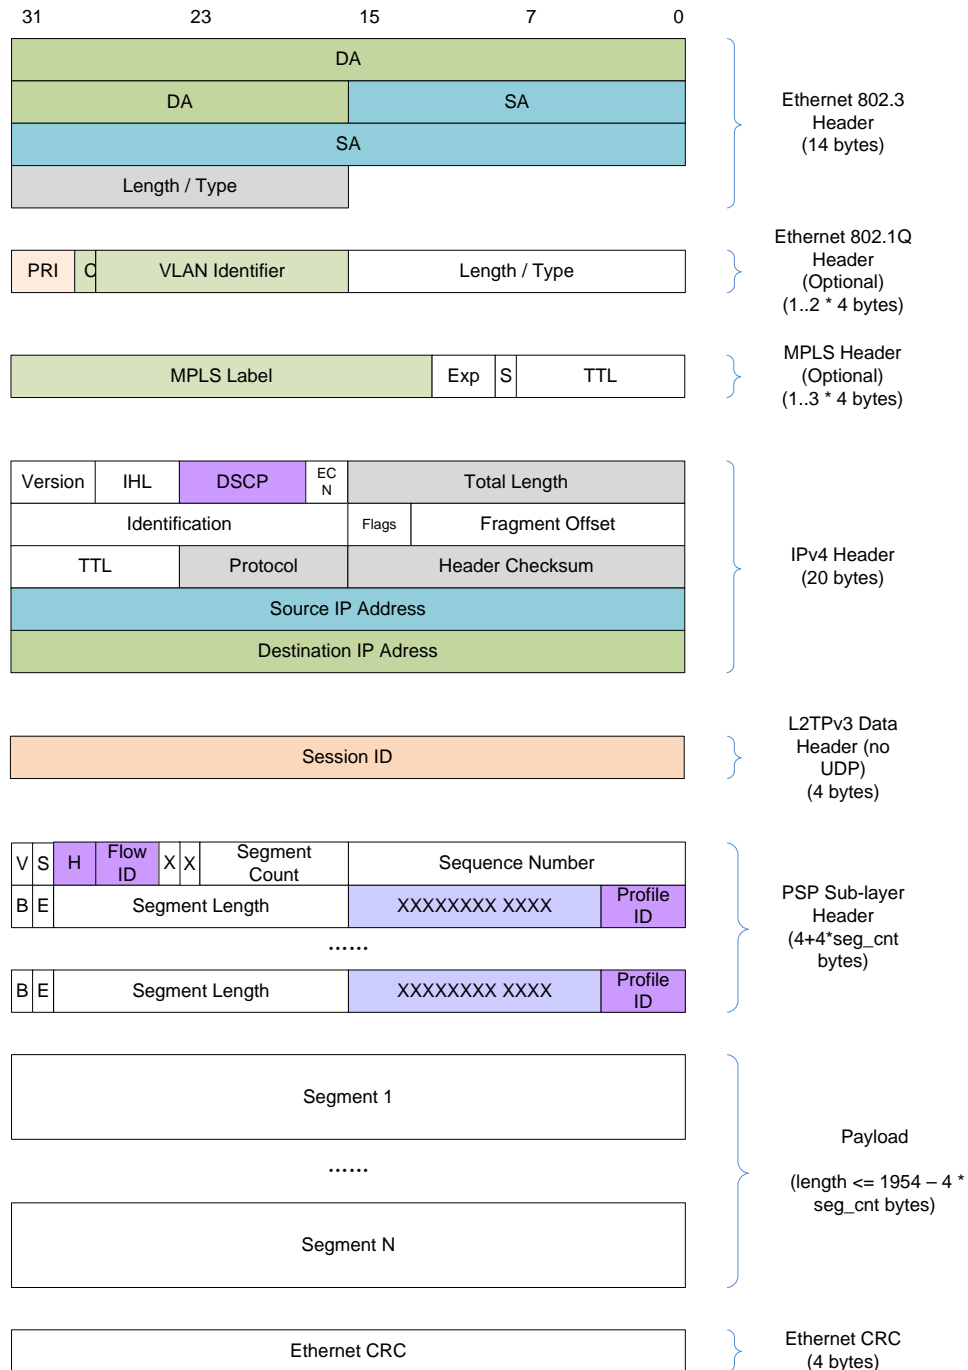 31 23 15 7 0
DA
DA SA
SA
Length / Type
Ethernet 802.3
Header
(14 bytes)
PRI C VLAN Identifier Length / Type
Ethernet 802.1Q
Header
(Optional)
(1..2 * 4 bytes)
MPLS Label Exp S TTL
MPLS Header
(Optional)
(1..3 * 4 bytes)
Version IHL DSCP EC
N Total Length
Identification Flags Fragment Offset
TTL Protocol Header Checksum
Source IP Address
Destination IP Adress
IPv4 Header
(20 bytes)
Session ID
L2TPv3 Data
Header (no
UDP)
(4 bytes)
V S H Flow
ID X X Segment
Count Sequence Number
B E Segment Length XXXXXXXX XXXX Profile
ID
......
B E Segment Length XXXXXXXX XXXX Profile
ID
PSP Sub-layer
Header
(4+4*seg_cnt
bytes)
Segment 1
......
Segment N
Payload
(length <= 1954 – 4 *
seg_cnt bytes)
Ethernet CRC
Ethernet CRC
(4 bytes)